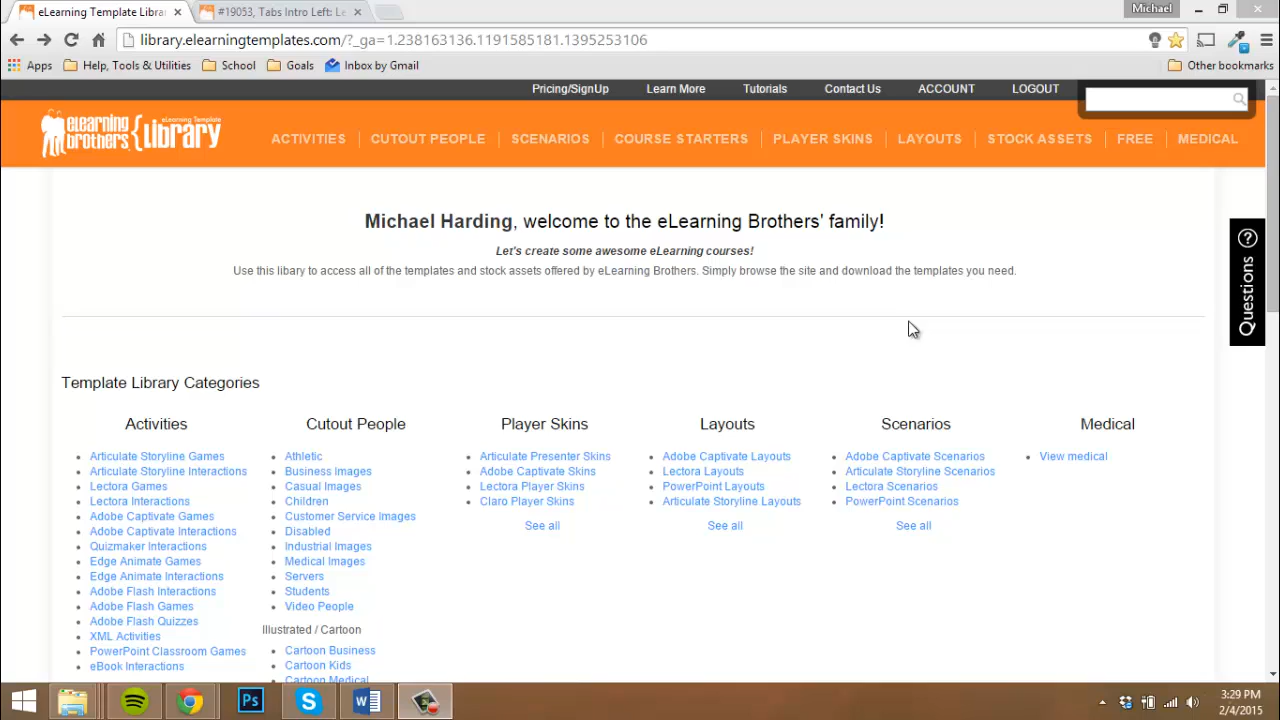 eLearning Template Libra
#19053, Tabs Intro Left: Le
Michael
library.elearningtemplates.com/?_ga=1.238163136.1191585181.1395253106
Apps Help, Tools & Utilities School Goals Inbox by Gmail Other bookmarks
Pricing/SignUp Learn More Tutorials Contact Us ACCOUNT LOGOUT
eLearning Template
eLearning brothers {Library
ACTIVITIES CUTOUT PEOPLE SCENARIOS COURSE STARTERS PLAYER SKINS LAYOUTS STOCK ASSETS FREE MEDICAL
Michael Harding, welcome to the eLearning Brothers' family!
Let's create some awesome eLearning courses!
Use this libary to access all of the templates and stock assets offered by eLearning Brothers. Simply browse the site and download the templates you need.
Questions
Template Library Categories
Activities
Articulate Storyline Games
Articulate Storyline Interactions
Lectora Games
Lectora Interactions
Adobe Captivate Games
Adobe Captivate Interactions
Quizmaker Interactions
Edge Animate Games
Edge Animate Interactions
Adobe Flash Interactions
Adobe Flash Games
Adobe Flash Quizzes
XML Activities
PowerPoint Classroom Games
eBook Interactions
Cutout People
Athletic
Business Images
Casual Images
Children
Customer Service Images
Disabled
Industrial Images
Medical Images
Servers
Students
Video People
Illustrated / Cartoon
Cartoon Business
Cartoon Kids
Cartoon Medical
Player Skins
Articulate Presenter Skins
Adobe Captivate Skins
Lectora Player Skins
Claro Player Skins
See all
Layouts
Adobe Captivate Layouts
Lectora Layouts
PowerPoint Layouts
Articulate Storyline Layouts
See all
Scenarios
Adobe Captivate Scenarios
Articulate Storyline Scenarios
Lectora Scenarios
PowerPoint Scenarios
See all
Medical
View medical
Ps
3:29 PM
2/4/2015